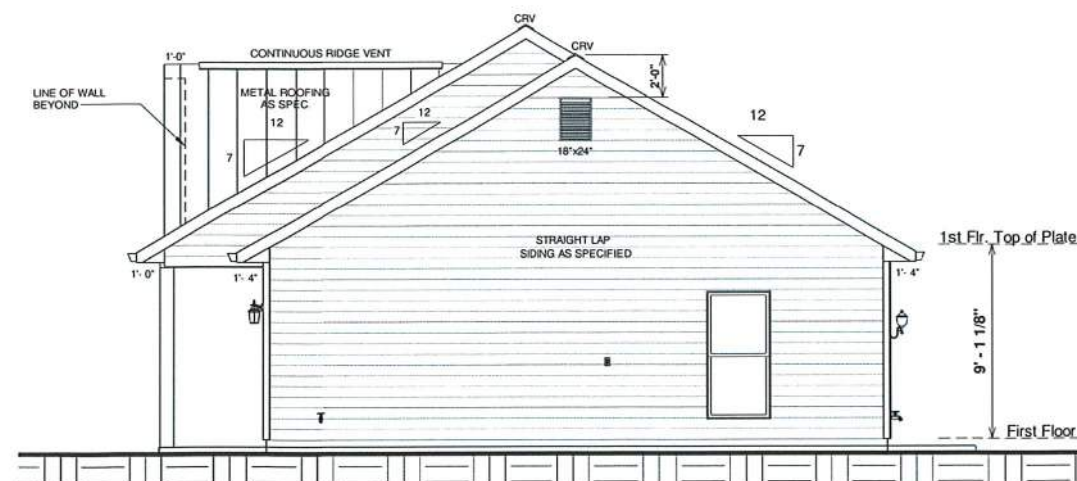 CRV
CRV
1'-0"
CONTINUOUS RIDGE VENT
2'-0"
LINE OF WALL
BEYOND
METAL ROOFING
AS SPEC
12
7
12
7
18"x24"
12
7
STRAIGHT LAP
SIDING AS SPECIFIED
1st Flr. Top of Plate
1'- 0"
1'- 4"
1'- 4"
9' - 1 1/8"
First Floor